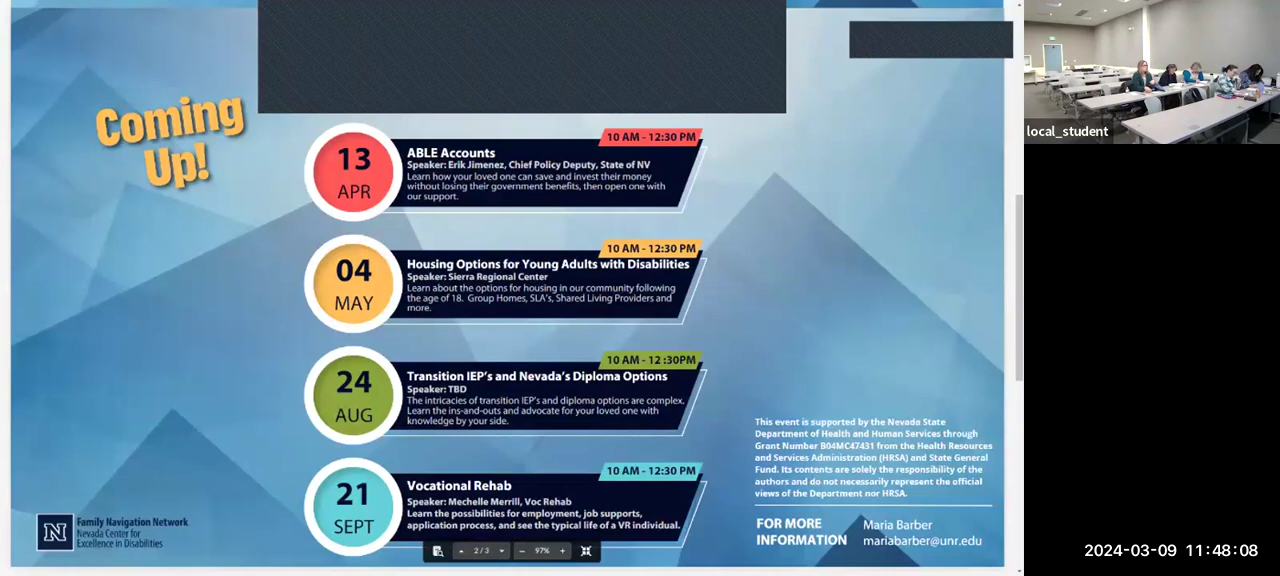 Coming
Up!
13
APR
10 AM - 12:30 PM
ABLE Accounts
Speaker: Erik Jimenez, Chief Policy Deputy, State of NV
Learn how your loved one can save and invest their money
without losing their government benefits, then open one with
our support.
04
MAY
10 AM - 12:30 PM
Housing Options for Young Adults with Disabilities
Speaker: Sierra Regional Center
Learn about the options for housing in our community following
the age of 18. Group Homes, SLA's, Shared Living Providers and
more.
24
AUG
10 AM - 12 :30PM
Transition IEP's and Nevada's Diploma Options
Speaker: TBD
The intricacies of transition IEP's and diploma options are complex.
Learn the ins-and-outs and advocate for your loved one with
knowledge by your side.
21
SEPT
10 AM - 12:30 PM
Vocational Rehab
Speaker: Mechelle Merrill, Voc Rehab
Learn the possibilities for employment, job supports,
application process, and see the typical life of a VR individual.
This event is supported by the Nevada State
Department of Health and Human Services through
Grant Number B04MC47431 from the Health Resources
and Services Administration (HRSA) and State General
Fund. Its contents are solely the responsibility of the
authors and do not necessarily represent the official
views of the Department nor HRSA.
FOR MORE
INFORMATION
Maria Barber
mariabarber@unr.edu
N
Family Navigation Network
Nevada Center for
Excellence in Disabilities
2 / 3
97%
local_student
2024-03-09 11:48:08